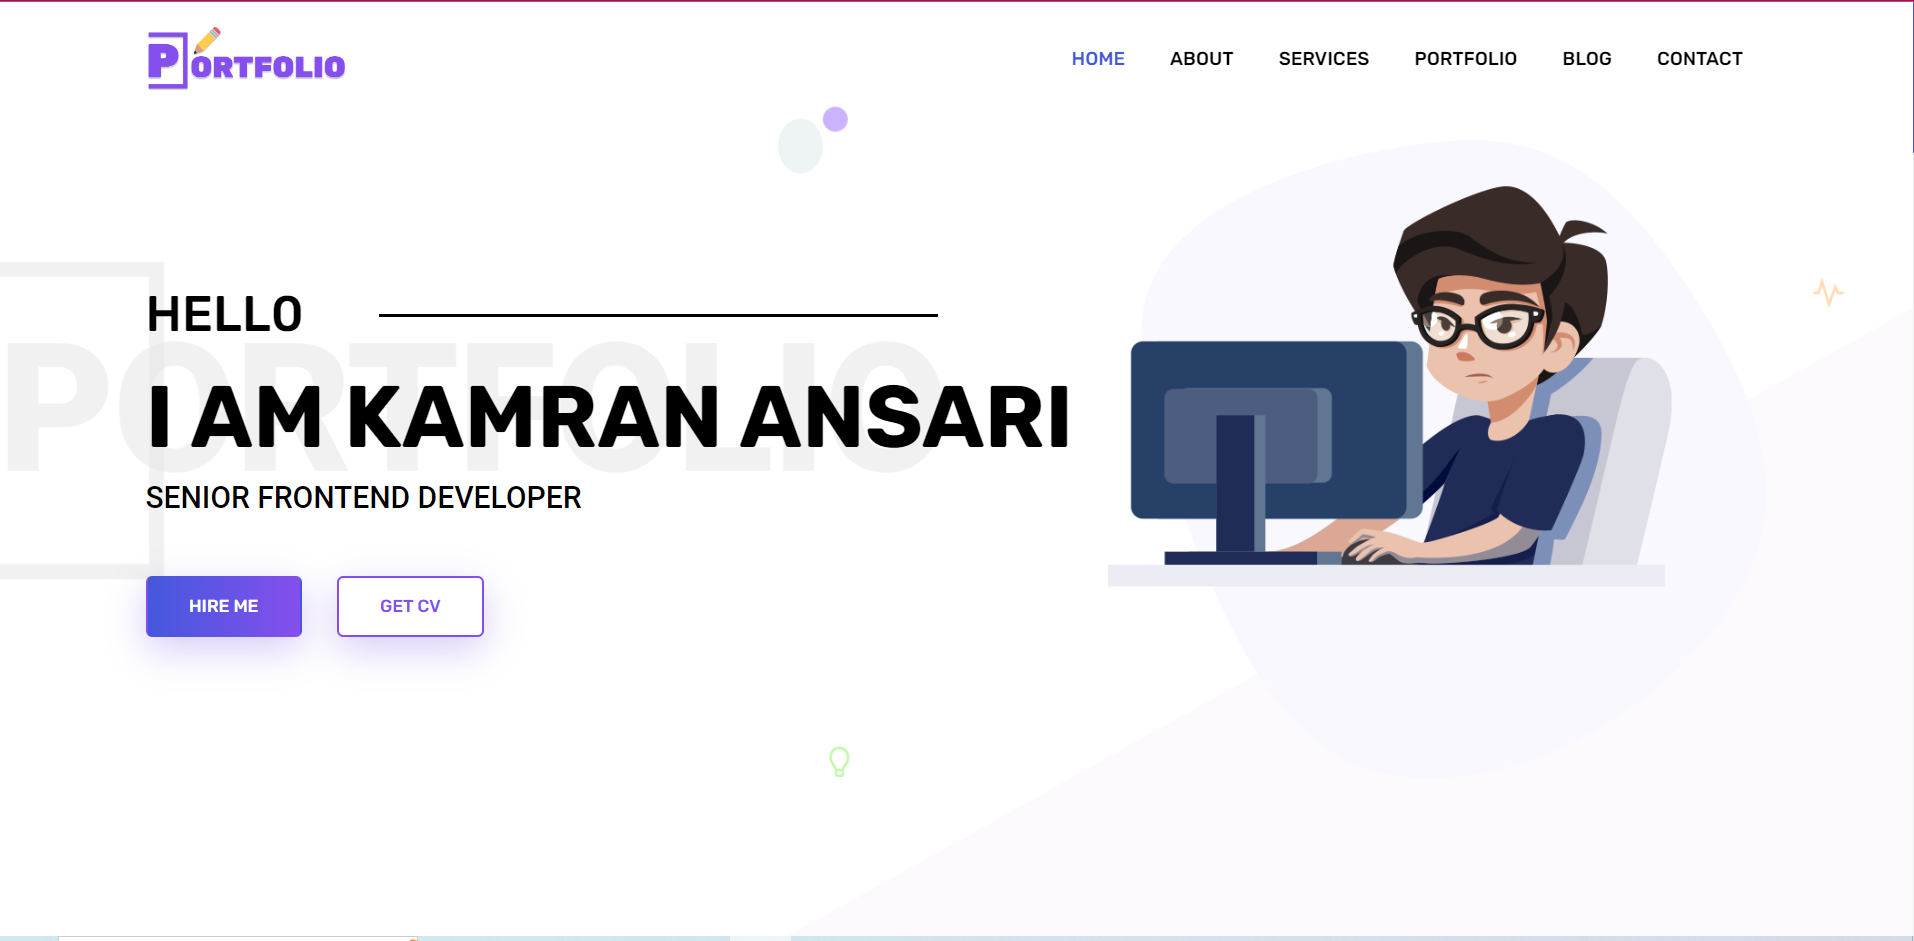 PORTFOLIO
HOME ABOUT SERVICES PORTFOLIO BLOG CONTACT
HELLO
PORTFOLIO
I AM KAMRAN ANSARI
SENIOR FRONTEND DEVELOPER
HIRE ME GET CV